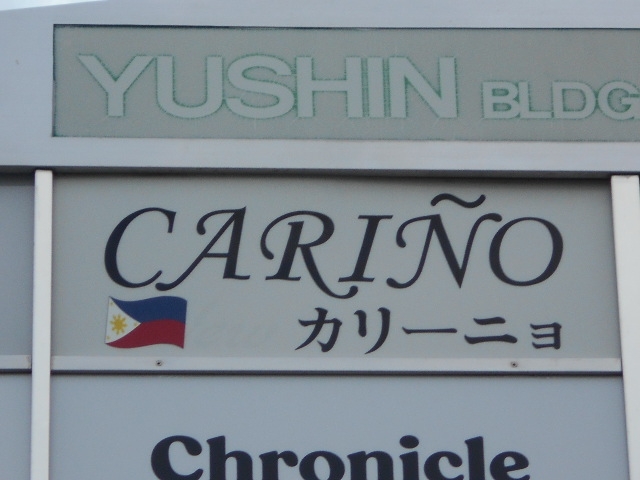 YUSHIN BLDG
CARIÑO
カリーニョ
Chronicle